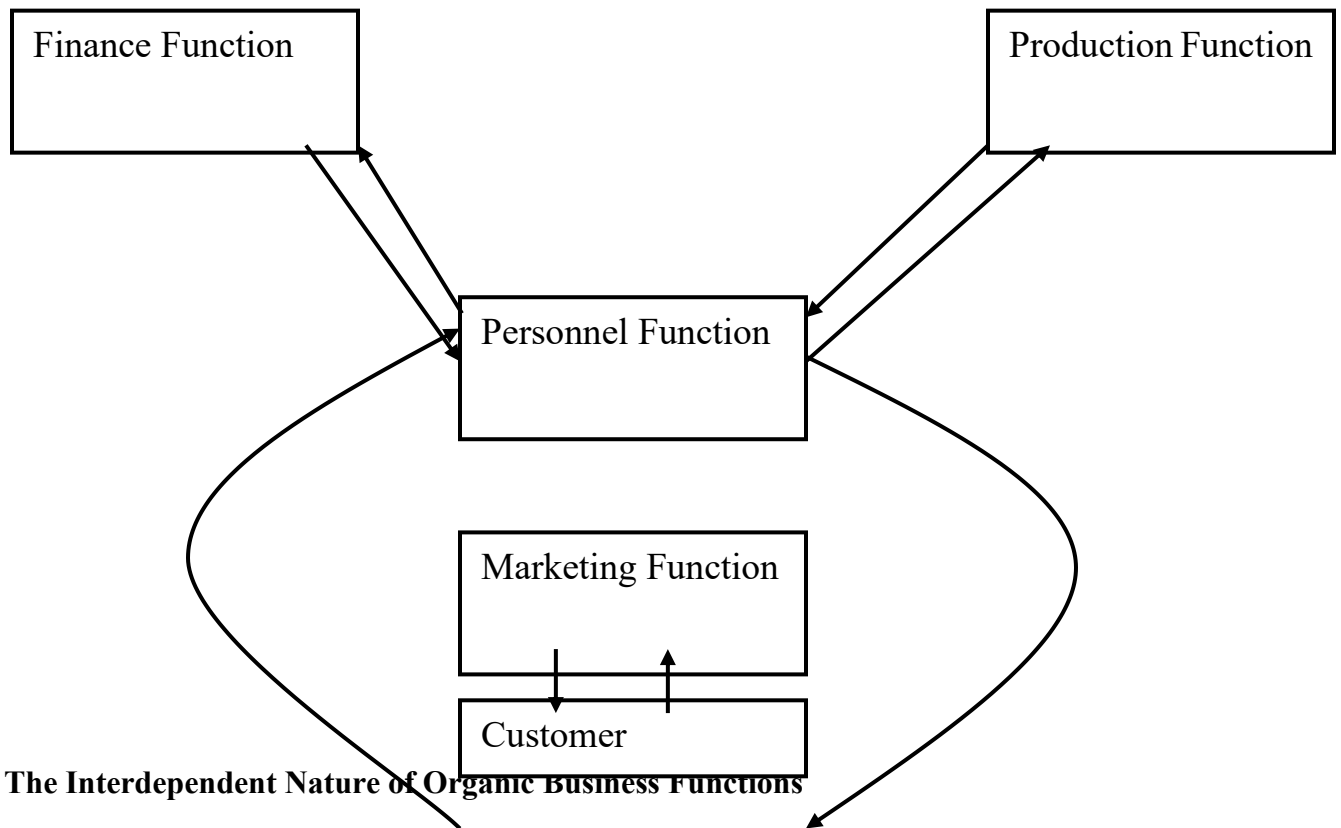 Finance Function
Production Function
Personnel Function
Marketing Function
Customer
The Interdependent Nature of Organic Business Functions